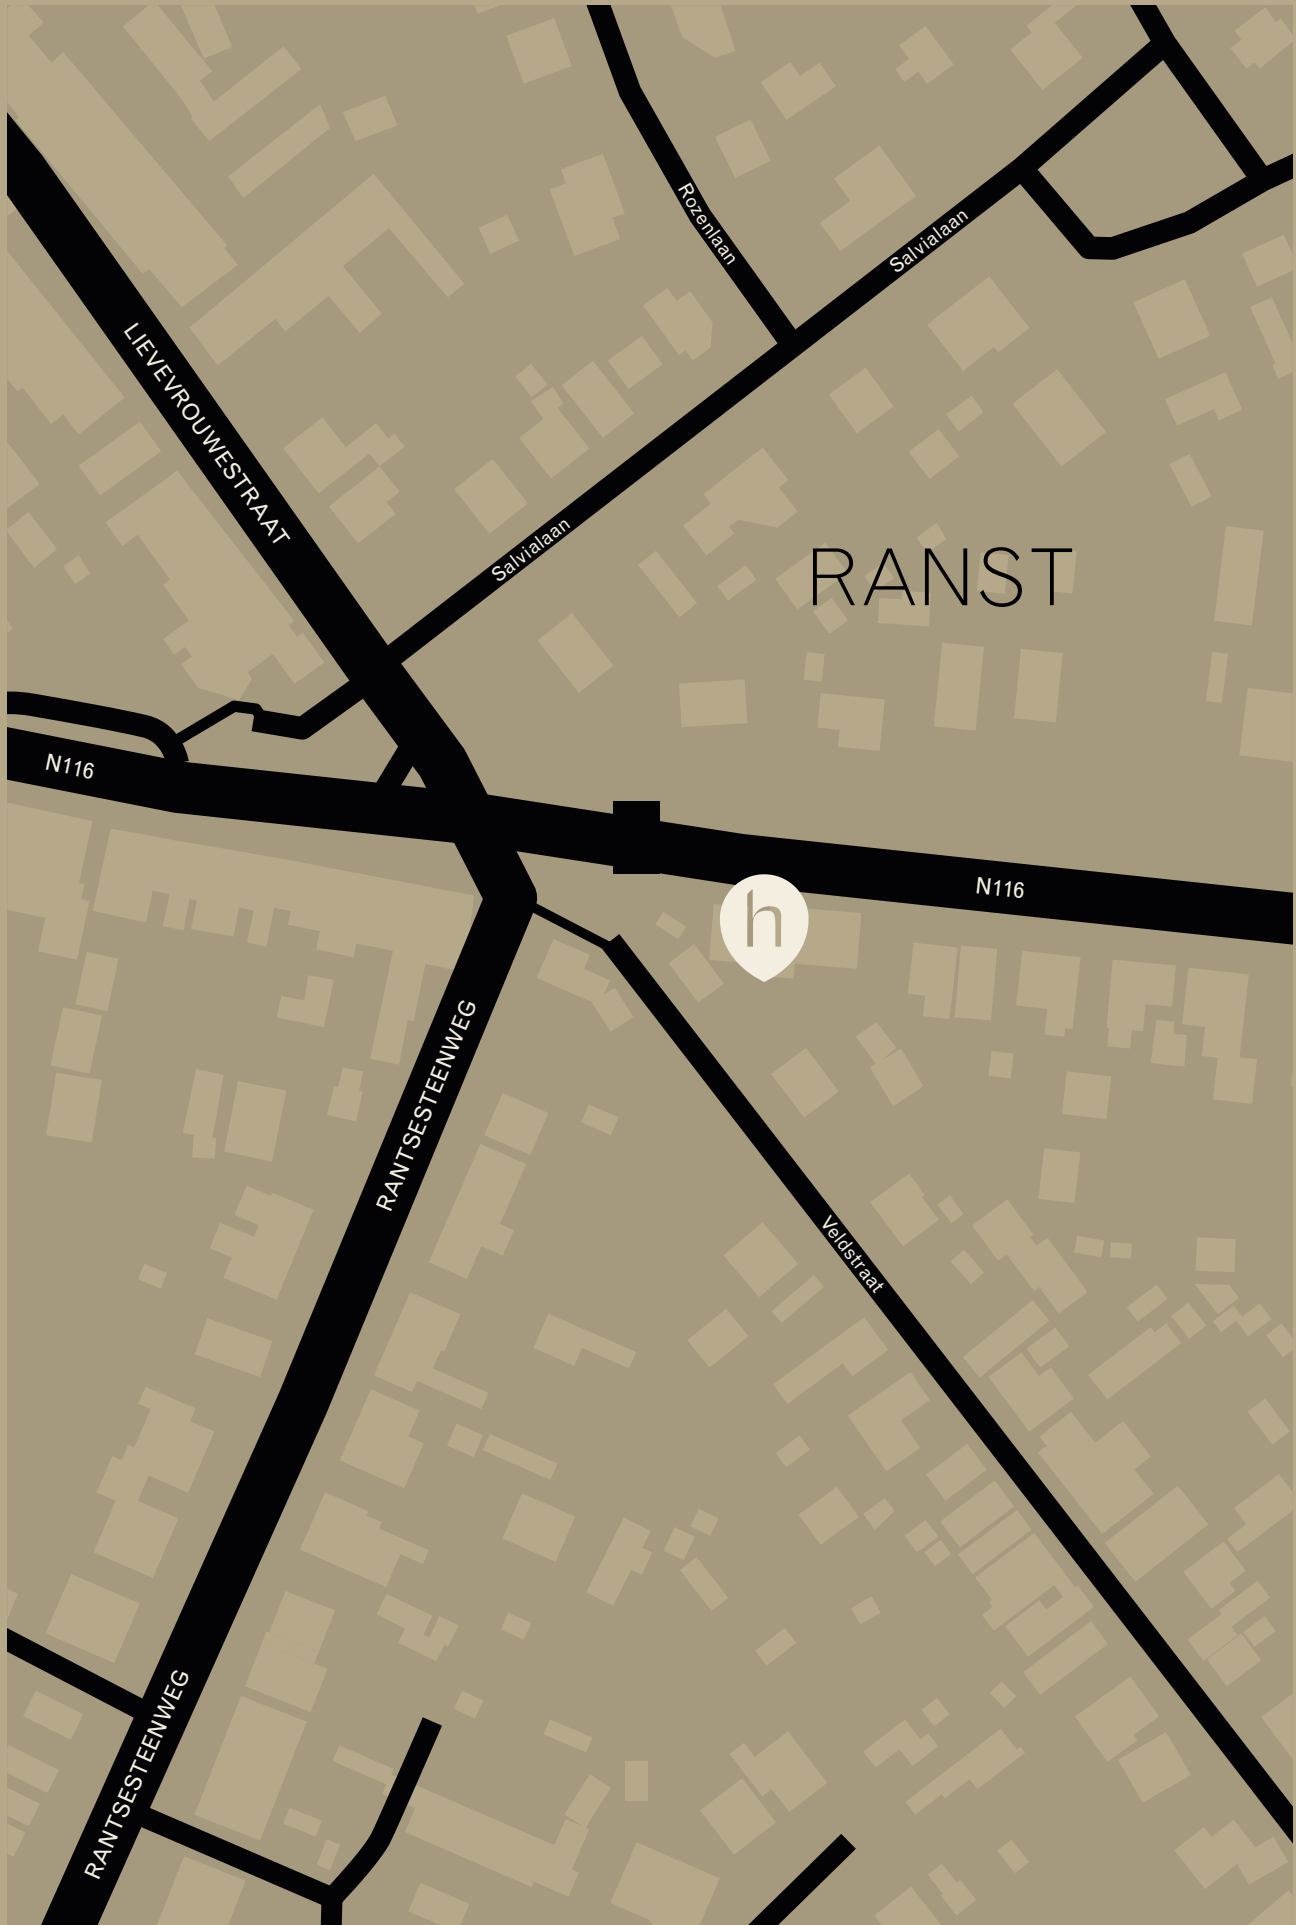 Rozenlaan
Salvialaan
LIEVEVROUWESTRAAT
Salvialaan
RANST
N116
N116
h
RANTSESTEENWEG
Veldstraat
RANTSESTEENWEG